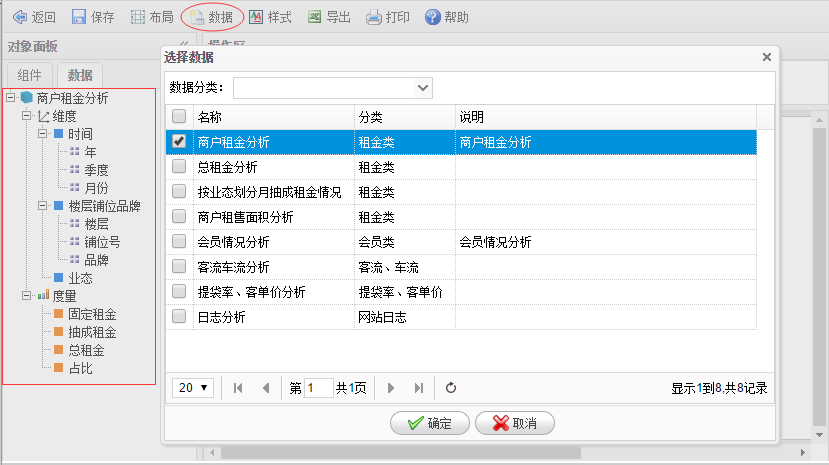 返回 保存 布局 数据 样式 导出 打印 帮助
对象面板
操作区
组件 数据
商户租金分析
维度
时间
年
季度
月份
楼层铺位品牌
楼层
铺位号
品牌
业态
度量
固定租金
抽成租金
总租金
占比
选择数据
数据分类：
名称 分类 说明
商户租金分析 租金类 商户租金分析
总租金分析 租金类
按业态划分月抽成租金情况 租金类
商户租售面积分析 租金类
会员情况分析 会员类 会员情况分析
客流车流分析 客流、车流
提袋率、客单价分析 提袋率、客单价
日志分析 网站日志
20 第 1 共1页 显示1到8,共8记录
确定 取消